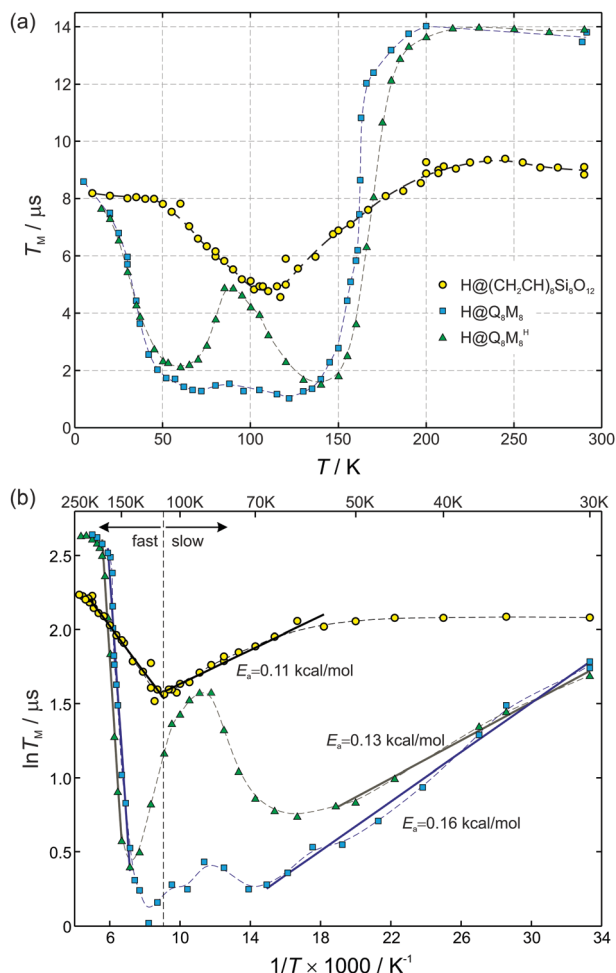 (a)
14
12
10
8
6
4
2
0
T_M / μs
H@(CH₂CH)₈Si₈O₁₂
H@Q₈M₈
H@Q₈M₈ᴴ
0 50 100 150 200 250 300
T / K
(b)
250K 150K 100K 70K 50K 40K 30K
fast slow
2.5
2.0
1.5
1.0
0.5
0
lnT_M / μs
E_a=0.11 kcal/mol
E_a=0.13 kcal/mol
E_a=0.16 kcal/mol
6 10 14 18 22 26 30 34
1/T × 1000 / K⁻¹